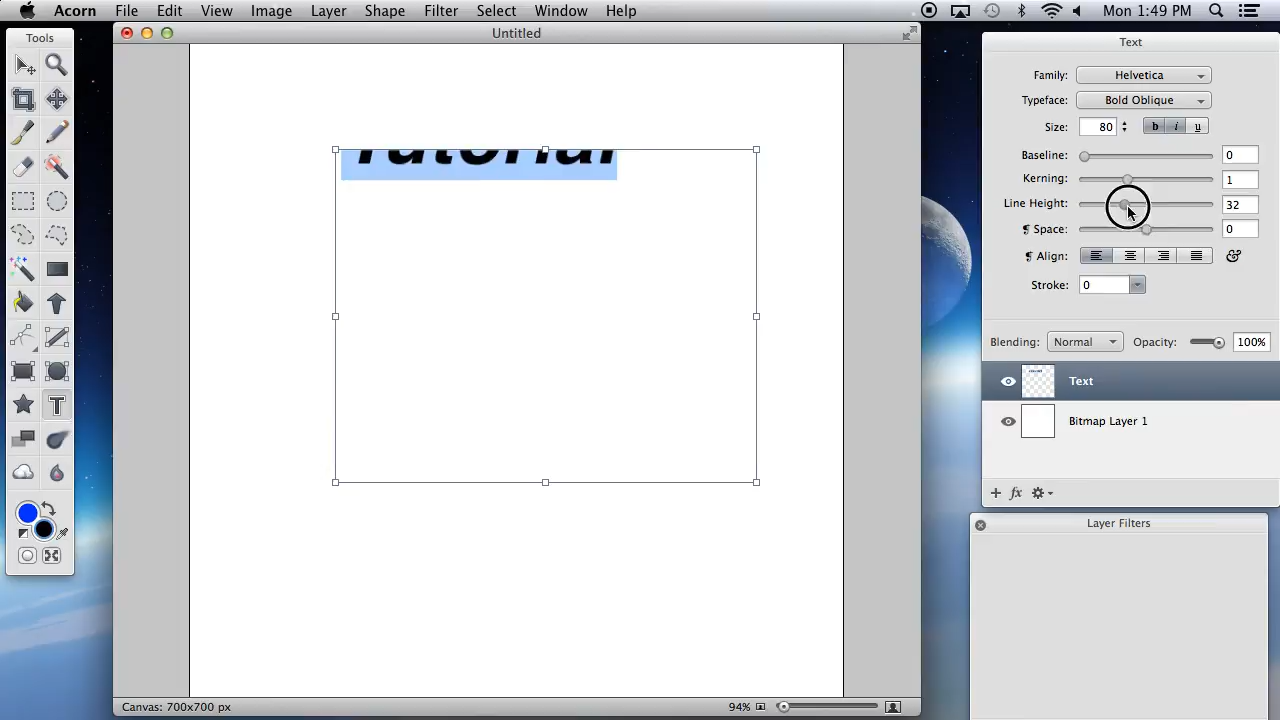 Acorn File Edit View Image Layer Shape Filter Select Window Help Mon 1:49 PM
Tools
Untitled
Text
Family: Helvetica
Typeface: Bold Oblique
Size: 80 b i u
Baseline: 0
Kerning: 1
Line Height: 32
¶ Space: 0
¶ Align:
Stroke: 0
Blending: Normal Opacity: 100%
Text
Bitmap Layer 1
fx
Layer Filters
Tutorial
T
Canvas: 700x700 px 94%